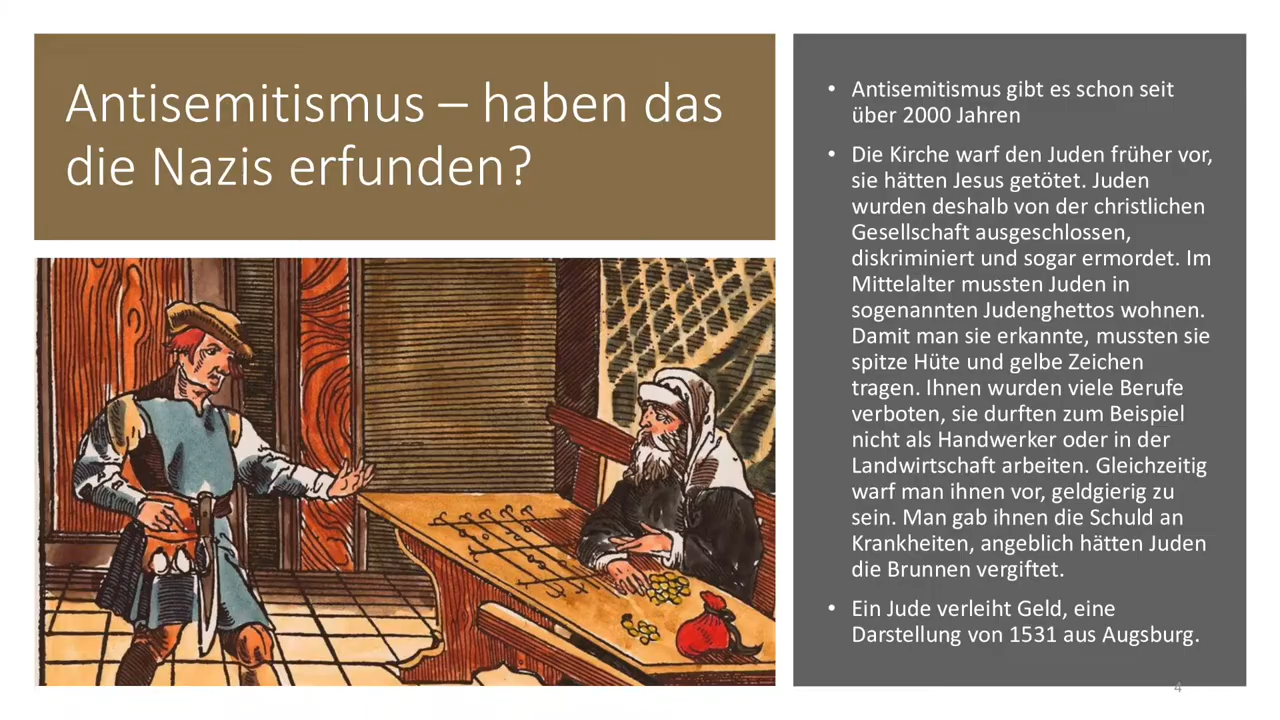 Antisemitismus – haben das
die Nazis erfunden?
• Antisemitismus gibt es schon seit
über 2000 Jahren
• Die Kirche warf den Juden früher vor,
sie hätten Jesus getötet. Juden
wurden deshalb von der christlichen
Gesellschaft ausgeschlossen,
diskriminiert und sogar ermordet. Im
Mittelalter mussten Juden in
sogenannten Judenghettos wohnen.
Damit man sie erkannte, mussten sie
spitze Hüte und gelbe Zeichen
tragen. Ihnen wurden viele Berufe
verboten, sie durften zum Beispiel
nicht als Handwerker oder in der
Landwirtschaft arbeiten. Gleichzeitig
warf man ihnen vor, geldgierig zu
sein. Man gab ihnen die Schuld an
Krankheiten, angeblich hätten Juden
die Brunnen vergiftet.
• Ein Jude verleiht Geld, eine
Darstellung von 1531 aus Augsburg.
4